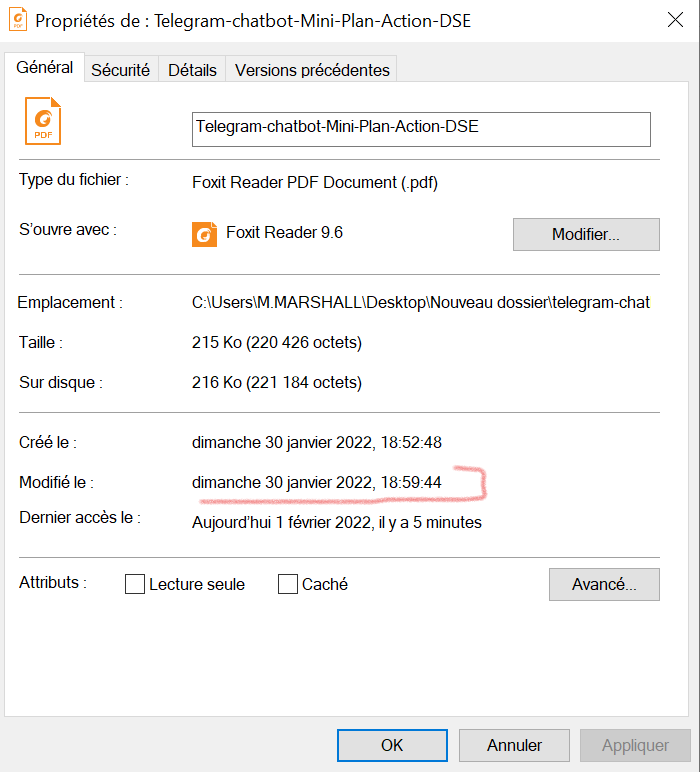 Propriétés de : Telegram-chatbot-Mini-Plan-Action-DSE
Général Sécurité Détails Versions précédentes
PDF
Telegram-chatbot-Mini-Plan-Action-DSE
Type du fichier : Foxit Reader PDF Document (.pdf)
S'ouvre avec : Foxit Reader 9.6 Modifier...
Emplacement : C:\Users\M.MARSHALL\Desktop\Nouveau dossier\telegram-chat
Taille : 215 Ko (220 426 octets)
Sur disque : 216 Ko (221 184 octets)
Créé le : dimanche 30 janvier 2022, 18:52:48
Modifié le : dimanche 30 janvier 2022, 18:59:44
Dernier accès le : Aujourd'hui 1 février 2022, il y a 5 minutes
Attributs : Lecture seule Caché Avancé...
OK Annuler Appliquer